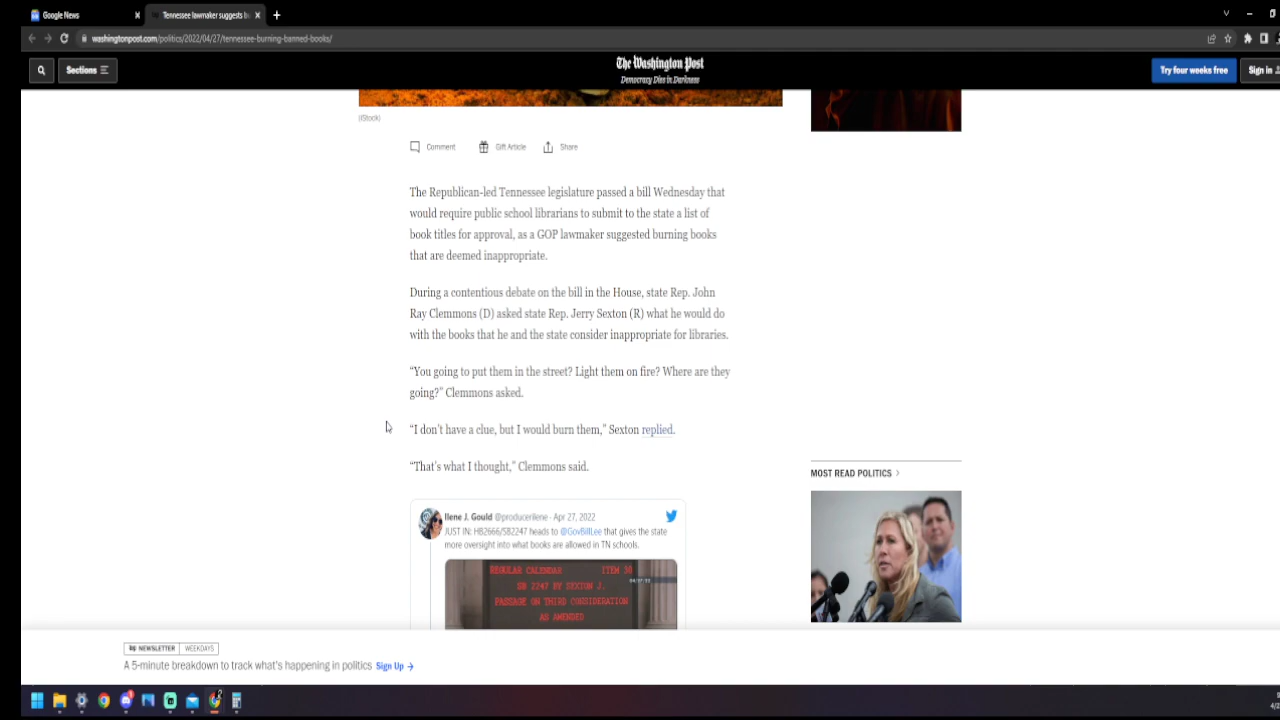 Google News
Tennessee lawmaker suggests b
washingtonpost.com/politics/2022/04/27/tennessee-burning-banned-books/
Sections
The Washington Post
Democracy Dies in Darkness
Try four weeks free
Sign in
(iStock)
Comment
Gift Article
Share
The Republican-led Tennessee legislature passed a bill Wednesday that
would require public school librarians to submit to the state a list of
book titles for approval, as a GOP lawmaker suggested burning books
that are deemed inappropriate.
During a contentious debate on the bill in the House, state Rep. John
Ray Clemmons (D) asked state Rep. Jerry Sexton (R) what he would do
with the books that he and the state consider inappropriate for libraries.
“You going to put them in the street? Light them on fire? Where are they
going?” Clemmons asked.
“I don’t have a clue, but I would burn them,” Sexton replied.
“That’s what I thought,” Clemmons said.
MOST READ POLITICS >
Ilene J. Gould @producerilene · Apr 27, 2022
JUST IN: HB2666/SB2247 heads to @GovBillLee that gives the state
more oversight into what books are allowed in TN schools.
REGULAR CALENDAR ITEM 30
SB 2247 BY SEXTON J.
PASSAGE ON THIRD CONSIDERATION
AS AMENDED
wp NEWSLETTER WEEKDAYS
A 5-minute breakdown to track what's happening in politics Sign Up →